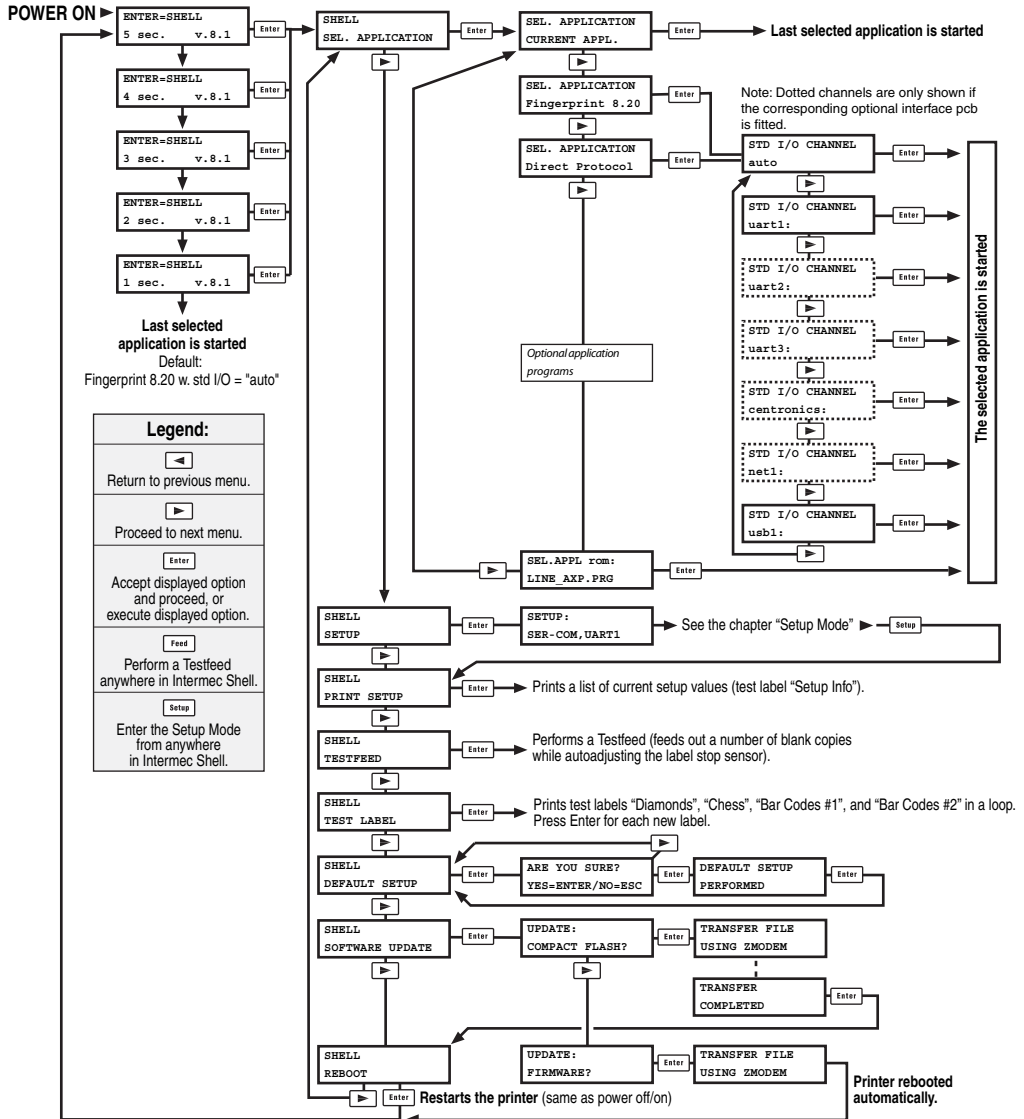 POWER ON
ENTER=SHELL
5 sec. v.8.1
Enter
ENTER=SHELL
4 sec. v.8.1
Enter
ENTER=SHELL
3 sec. v.8.1
Enter
ENTER=SHELL
2 sec. v.8.1
Enter
ENTER=SHELL
1 sec. v.8.1
Enter
Last selected
application is started
Default:
Fingerprint 8.20 w. std I/O = "auto"
Legend:
Return to previous menu.
Proceed to next menu.
Enter
Accept displayed option
and proceed, or
execute displayed option.
Feed
Perform a Testfeed
anywhere in Intermec Shell.
Setup
Enter the Setup Mode
from anywhere
in Intermec Shell.
SHELL
SEL. APPLICATION
Enter
SEL. APPLICATION
CURRENT APPL.
Enter
Last selected application is started
SEL. APPLICATION
Fingerprint 8.20
Enter
SEL. APPLICATION
Direct Protocol
Enter
Optional application
programs
SEL.APPL rom:
LINE_AXP.PRG
Enter
Note: Dotted channels are only shown if
the corresponding optional interface pcb
is fitted.
STD I/O CHANNEL
auto
Enter
STD I/O CHANNEL
uart1:
Enter
STD I/O CHANNEL
uart2:
Enter
STD I/O CHANNEL
uart3:
Enter
STD I/O CHANNEL
centronics:
Enter
STD I/O CHANNEL
net1:
Enter
STD I/O CHANNEL
usb1:
Enter
The selected application is started
SHELL
SETUP
Enter
SETUP:
SER-COM,UART1
See the chapter “Setup Mode”
Setup
SHELL
PRINT SETUP
Enter
Prints a list of current setup values (test label “Setup Info”).
SHELL
TESTFEED
Enter
Performs a Testfeed (feeds out a number of blank copies
while autoadjusting the label stop sensor).
SHELL
TEST LABEL
Enter
Prints test labels “Diamonds”, “Chess”, “Bar Codes #1”, and “Bar Codes #2” in a loop.
Press Enter for each new label.
SHELL
DEFAULT SETUP
Enter
ARE YOU SURE?
YES=ENTER/NO=ESC
Enter
DEFAULT SETUP
PERFORMED
Enter
SHELL
SOFTWARE UPDATE
Enter
UPDATE:
COMPACT FLASH?
Enter
TRANSFER FILE
USING ZMODEM
TRANSFER
COMPLETED
Enter
SHELL
REBOOT
UPDATE:
FIRMWARE?
Enter
TRANSFER FILE
USING ZMODEM
Printer rebooted
automatically.
Enter
Restarts the printer (same as power off/on)